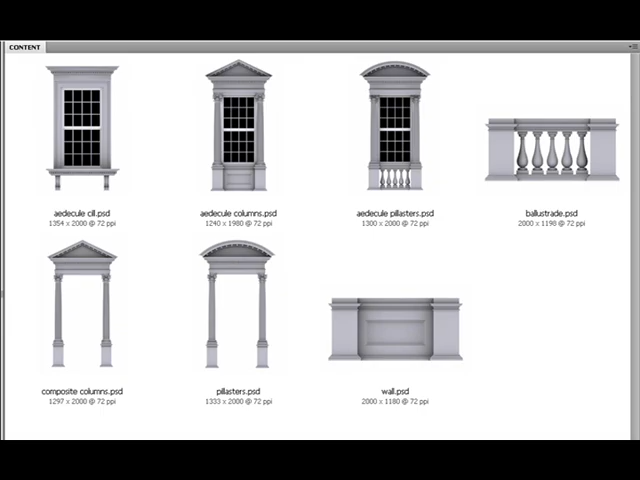 CONTENT
aedecule cill.psd
1354 x 2000 @ 72 ppi
aedecule columns.psd
1240 x 1980 @ 72 ppi
aedecule pillasters.psd
1300 x 2000 @ 72 ppi
ballustrade.psd
2000 x 1198 @ 72 ppi
composite columns.psd
1297 x 2000 @ 72 ppi
pillasters.psd
1333 x 2000 @ 72 ppi
wall.psd
2000 x 1180 @ 72 ppi